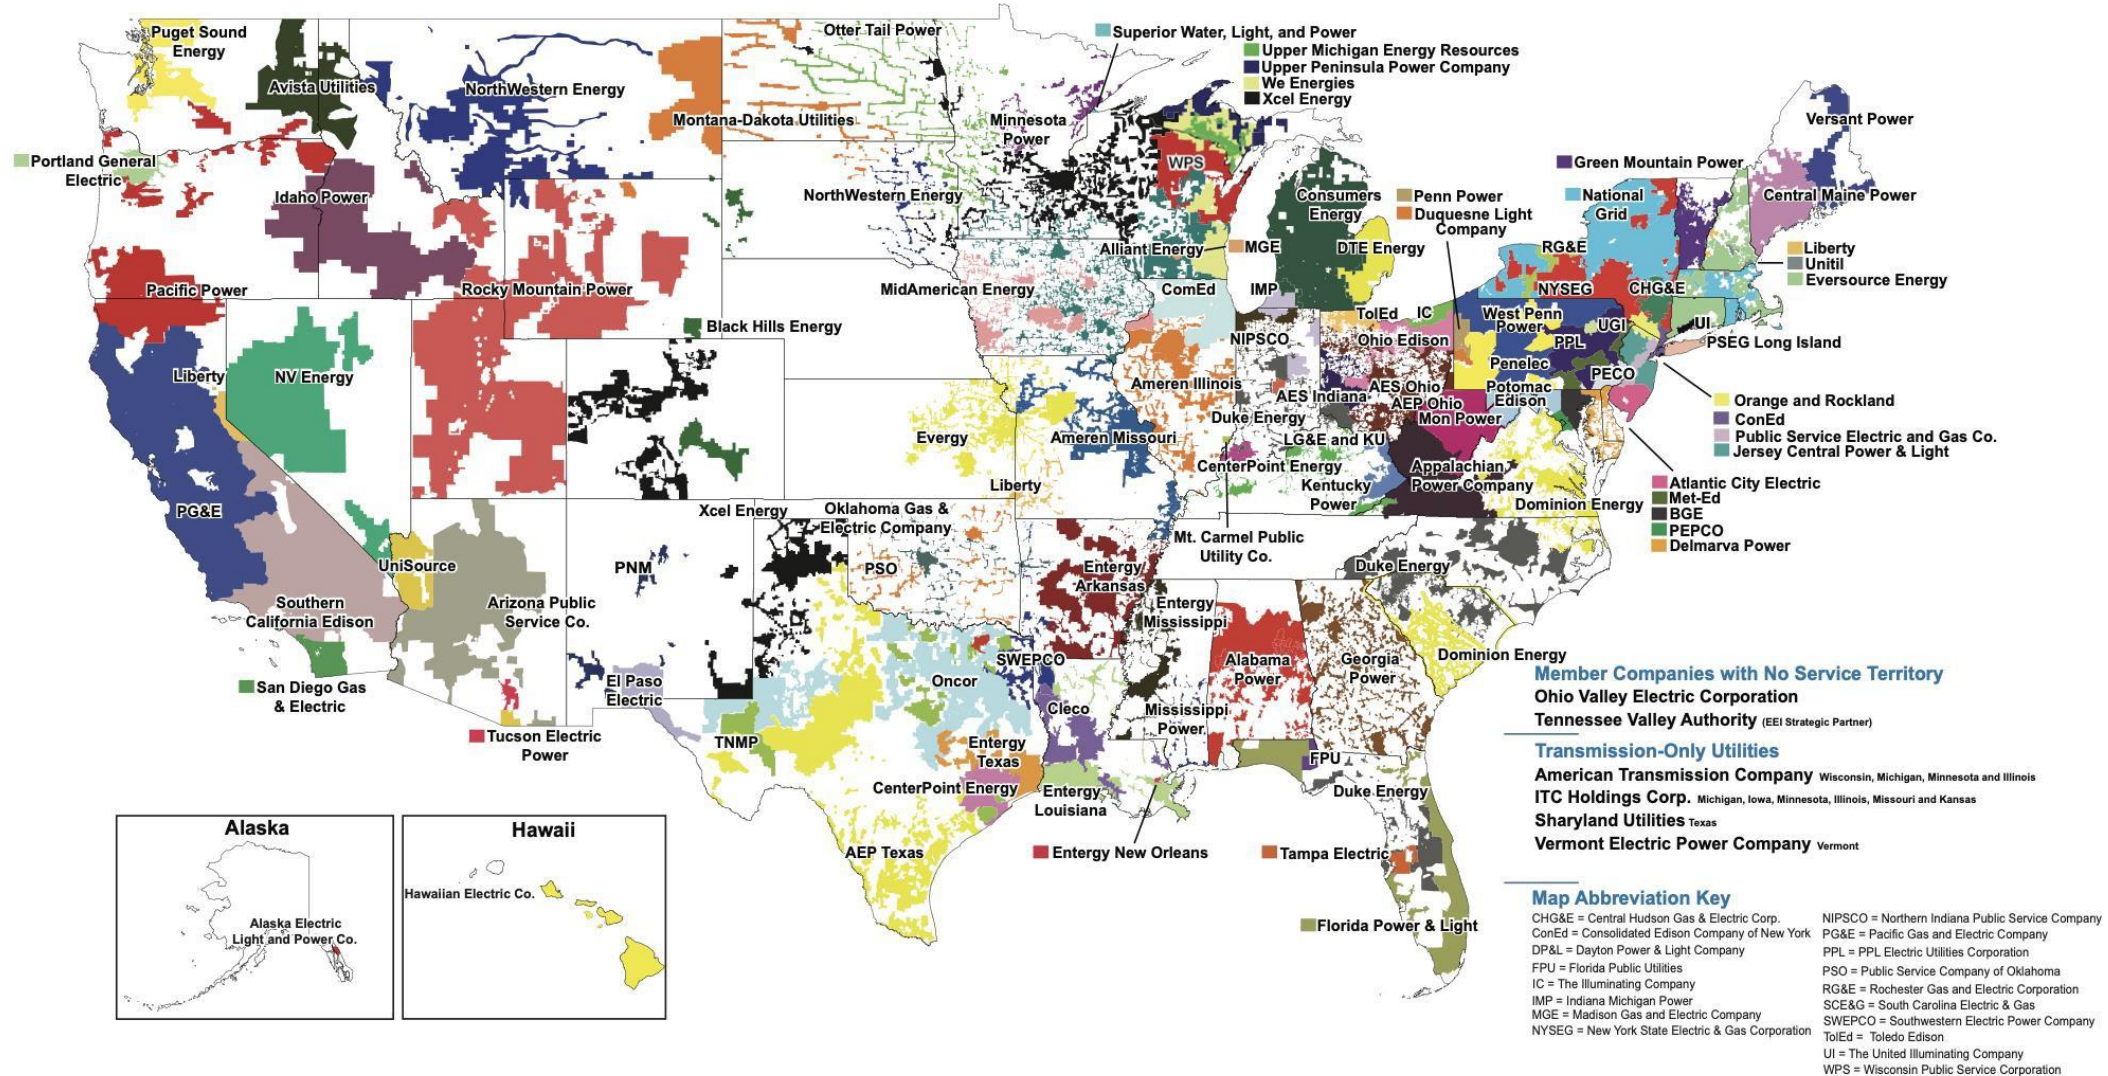 Puget Sound
Energy
Avista Utilities
NorthWestern Energy
Otter Tail Power
Superior Water, Light, and Power
Upper Michigan Energy Resources
Upper Peninsula Power Company
We Energies
Xcel Energy
Montana-Dakota Utilities
Minnesota
Power
Versant Power
Portland General
Electric
WPS
Green Mountain Power
Idaho Power
NorthWestern Energy
Consumers
Energy
Penn Power
Duquesne Light
Company
National
Grid
Central Maine Power
Alliant Energy
MGE
DTE Energy
RG&E
Liberty
Unitil
Eversource Energy
Pacific Power
Rocky Mountain Power
MidAmerican Energy
ComEd
IMP
NYSEG
CHG&E
Black Hills Energy
TolEd
IC
West Penn
Power
UGI
UI
NIPSCO
Ohio Edison
PPL
PSEG Long Island
Liberty
NV Energy
Penelec
PECO
Ameren Illinois
AES Indiana
AES Ohio
AEP Ohio
Potomac
Edison
Mon Power
Orange and Rockland
ConEd
Public Service Electric and Gas Co.
Jersey Central Power & Light
Evergy
Ameren Missouri
Duke Energy
LG&E and KU
CenterPoint Energy
Appalachian
Power Company
Kentucky
Power
Liberty
Dominion Energy
Atlantic City Electric
Met-Ed
BGE
PEPCO
Delmarva Power
PG&E
Xcel Energy
Oklahoma Gas &
Electric Company
Mt. Carmel Public
Utility Co.
UniSource
PNM
PSO
Entergy
Arkansas
Duke Energy
Southern
California Edison
Arizona Public
Service Co.
Entergy
Mississippi
San Diego Gas
& Electric
El Paso
Electric
Oncor
SWEPCO
Alabama
Power
Georgia
Power
Dominion Energy
Cleco
Mississippi
Power
Tucson Electric
Power
TNMP
Entergy
Texas
FPU
CenterPoint Energy
Entergy
Louisiana
Duke Energy
AEP Texas
Entergy New Orleans
Tampa Electric
Florida Power & Light
Alaska
Alaska Electric
Light and Power Co.
Hawaii
Hawaiian Electric Co.
Member Companies with No Service Territory
Ohio Valley Electric Corporation
Tennessee Valley Authority (EEI Strategic Partner)
Transmission-Only Utilities
American Transmission Company Wisconsin, Michigan, Minnesota and Illinois
ITC Holdings Corp. Michigan, Iowa, Minnesota, Illinois, Missouri and Kansas
Sharyland Utilities Texas
Vermont Electric Power Company Vermont
Map Abbreviation Key
CHG&E = Central Hudson Gas & Electric Corp.
ConEd = Consolidated Edison Company of New York
DP&L = Dayton Power & Light Company
FPU = Florida Public Utilities
IC = The Illuminating Company
IMP = Indiana Michigan Power
MGE = Madison Gas and Electric Company
NYSEG = New York State Electric & Gas Corporation
NIPSCO = Northern Indiana Public Service Company
PG&E = Pacific Gas and Electric Company
PPL = PPL Electric Utilities Corporation
PSO = Public Service Company of Oklahoma
RG&E = Rochester Gas and Electric Corporation
SCE&G = South Carolina Electric & Gas
SWEPCO = Southwestern Electric Power Company
TolEd = Toledo Edison
UI = The United Illuminating Company
WPS = Wisconsin Public Service Corporation